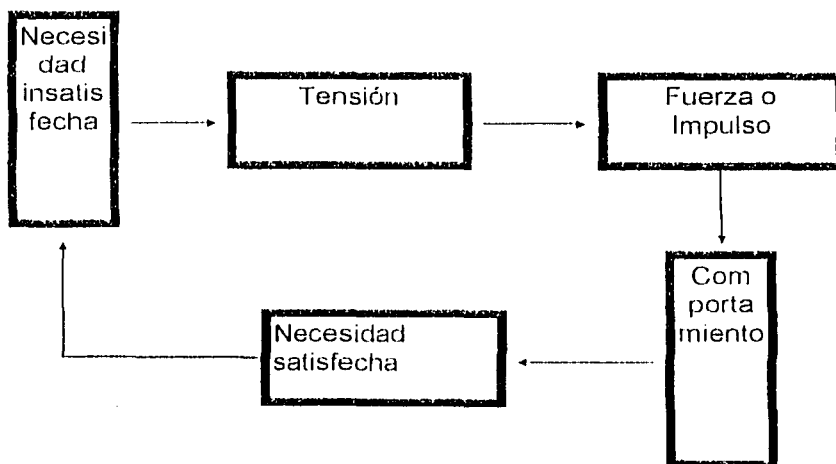 Necesi
dad
insatis
fecha
Tensión
Fuerza o
Impulso
Com
porta
miento
Necesidad
satisfecha